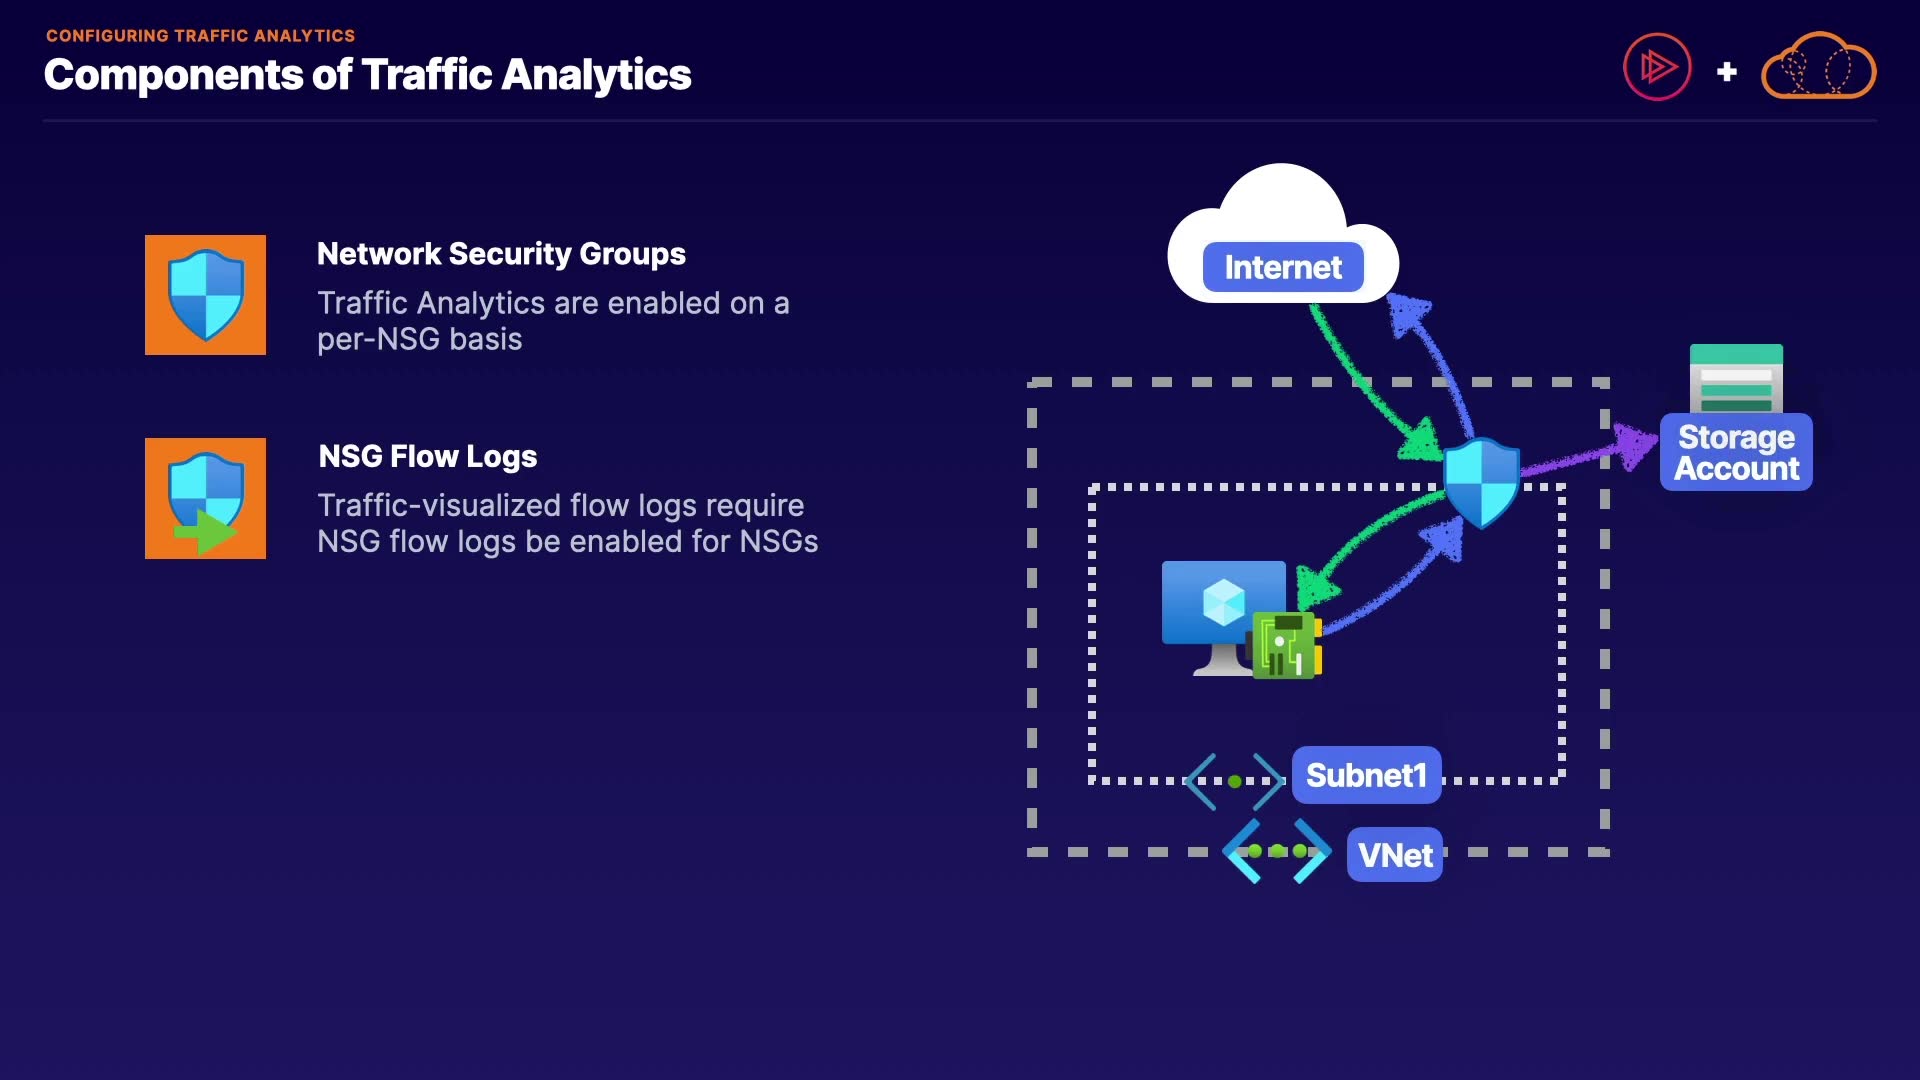 CONFIGURING TRAFFIC ANALYTICS
Components of Traffic Analytics
Network Security Groups
Traffic Analytics are enabled on a
per-NSG basis
NSG Flow Logs
Traffic-visualized flow logs require
NSG flow logs be enabled for NSGs
Internet
Storage
Account
Subnet1
VNet